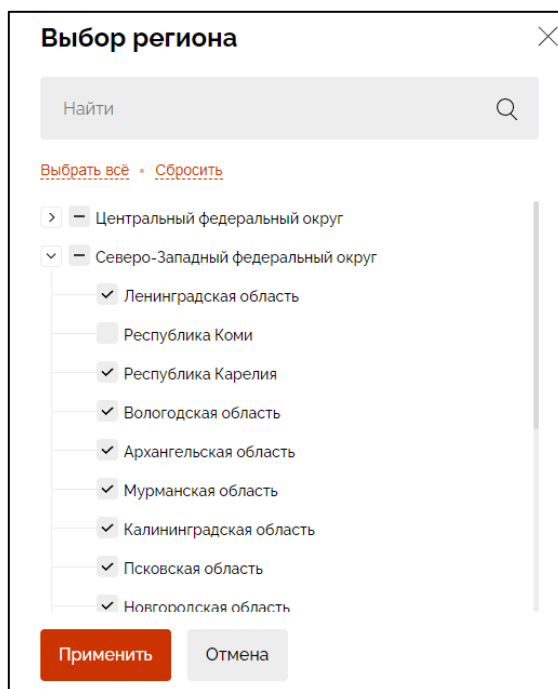 Выбор региона
Найти
Выбрать всё • Сбросить
Центральный федеральный округ
Северо-Западный федеральный округ
Ленинградская область
Республика Коми
Республика Карелия
Вологодская область
Архангельская область
Мурманская область
Калининградская область
Псковская область
Новгородская область
Применить Отмена